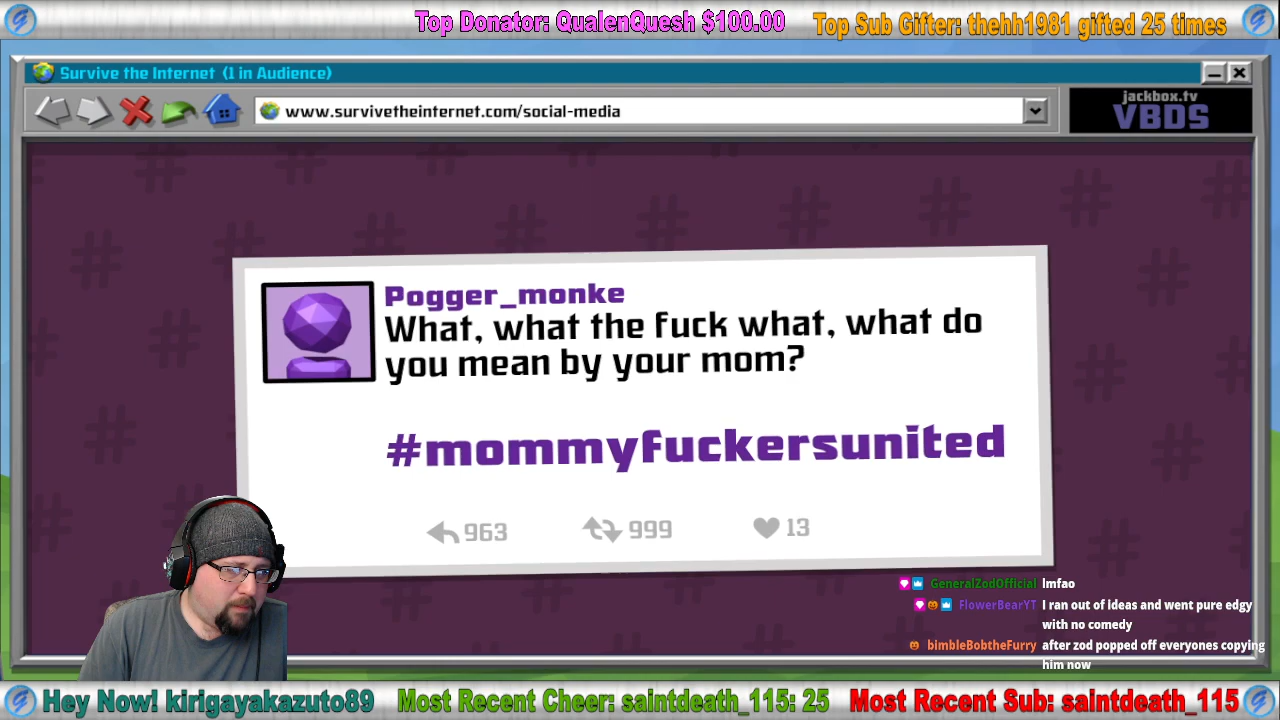 Top Donator: QualenQuesh $100.00
Top Sub Gifter: thehh1981 gifted 25 times
Survive the Internet (1 in Audience)
www.survivetheinternet.com/social-media
jackbox.tv
VBDS
Pogger_monke
What, what the fuck what, what do
you mean by your mom?
#mommyfuckersunited
963
999
13
GeneralZodOfficial lmfao
FlowerBearYT I ran out of ideas and went pure edgy
with no comedy
bimbleBobtheFurry after zod popped off everyones copying
him now
Hey Now! kirigayakazuto89
Most Recent Cheer: saintdeath_115: 25
Most Recent Sub: saintdeath_115